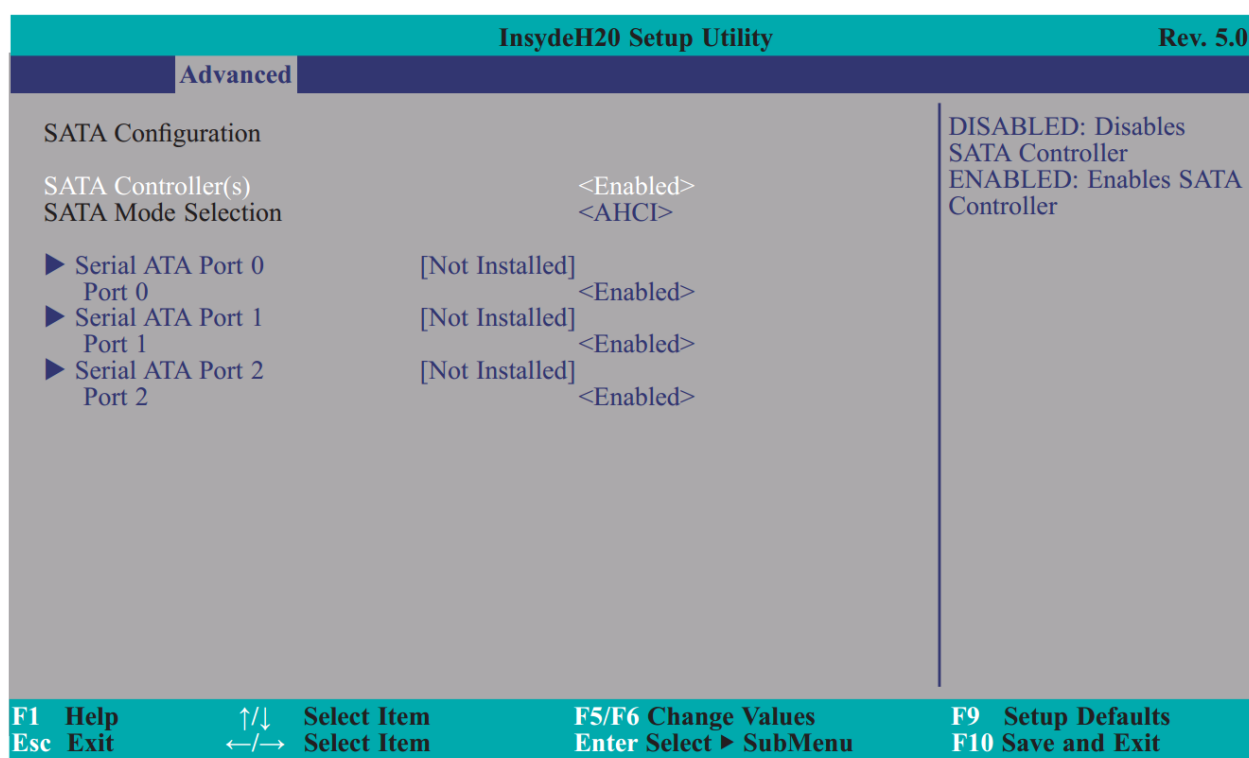 InsydeH20 Setup Utility Rev. 5.0
Advanced
SATA Configuration
SATA Controller(s) <Enabled>
SATA Mode Selection <AHCI>
▶ Serial ATA Port 0 [Not Installed]
Port 0 <Enabled>
▶ Serial ATA Port 1 [Not Installed]
Port 1 <Enabled>
▶ Serial ATA Port 2 [Not Installed]
Port 2 <Enabled>
DISABLED: Disables
SATA Controller
ENABLED: Enables SATA
Controller
F1 Help ↑/↓ Select Item F5/F6 Change Values F9 Setup Defaults
Esc Exit ←/→ Select Item Enter Select ▶ SubMenu F10 Save and Exit